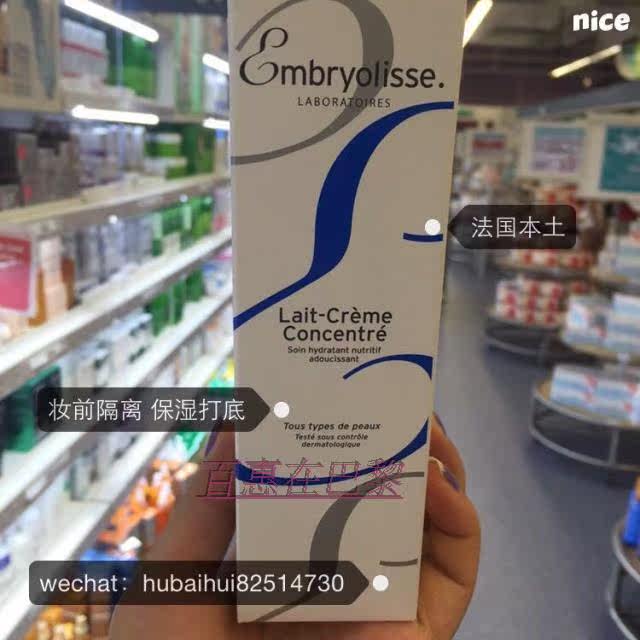 nice
Embryolisse.
LABORATOIRES
法国本土
Lait-Crème
Concentré
Soin hydratant nutritif
adoucissant
妆前隔离 保湿打底
Tous types de peaux
Testé sous contrôle
dermatologique
百惠在巴黎
wechat：hubaihui82514730